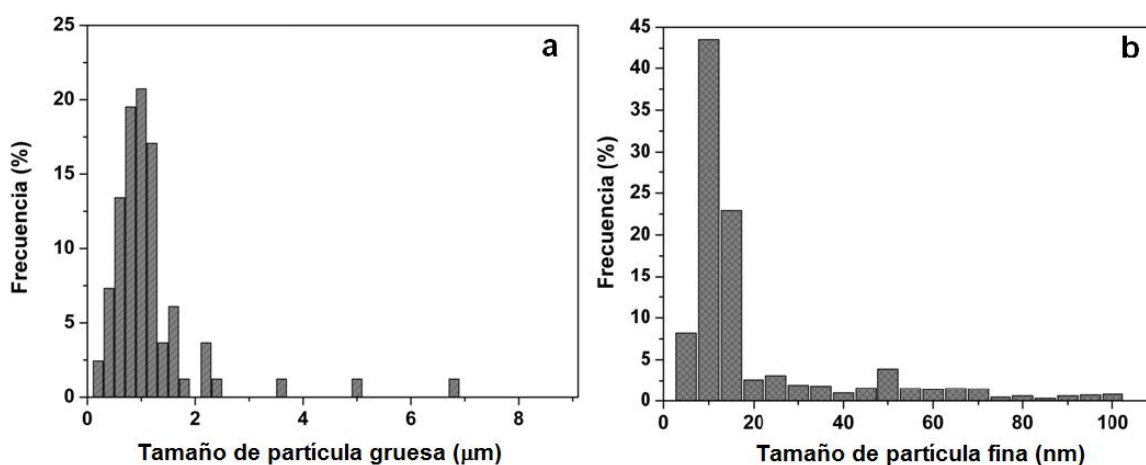 a
25
20
15
10
5
0
Frecuencia (%)
0 2 4 6 8
Tamaño de partícula gruesa (μm)
b
45
40
35
30
25
20
15
10
5
0
Frecuencia (%)
0 20 40 60 80 100
Tamaño de partícula fina (nm)